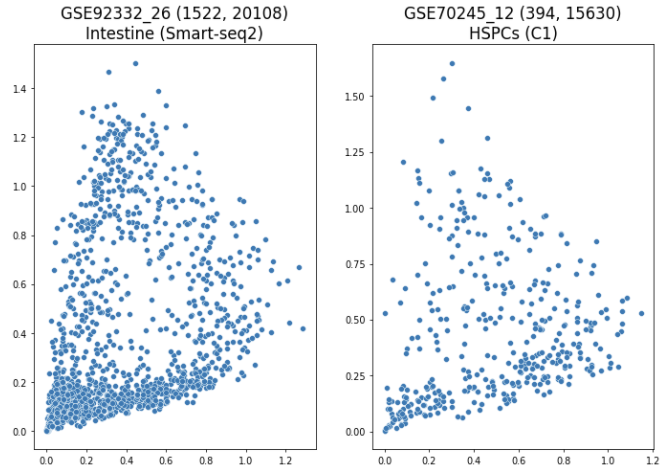 GSE92332_26 (1522, 20108)
Intestine (Smart-seq2)
1.4
1.2
1.0
0.8
0.6
0.4
0.2
0.0
0.0 0.2 0.4 0.6 0.8 1.0 1.2
GSE70245_12 (394, 15630)
HSPCs (C1)
1.50
1.25
1.00
0.75
0.50
0.25
0.00
0.0 0.2 0.4 0.6 0.8 1.0 1.2